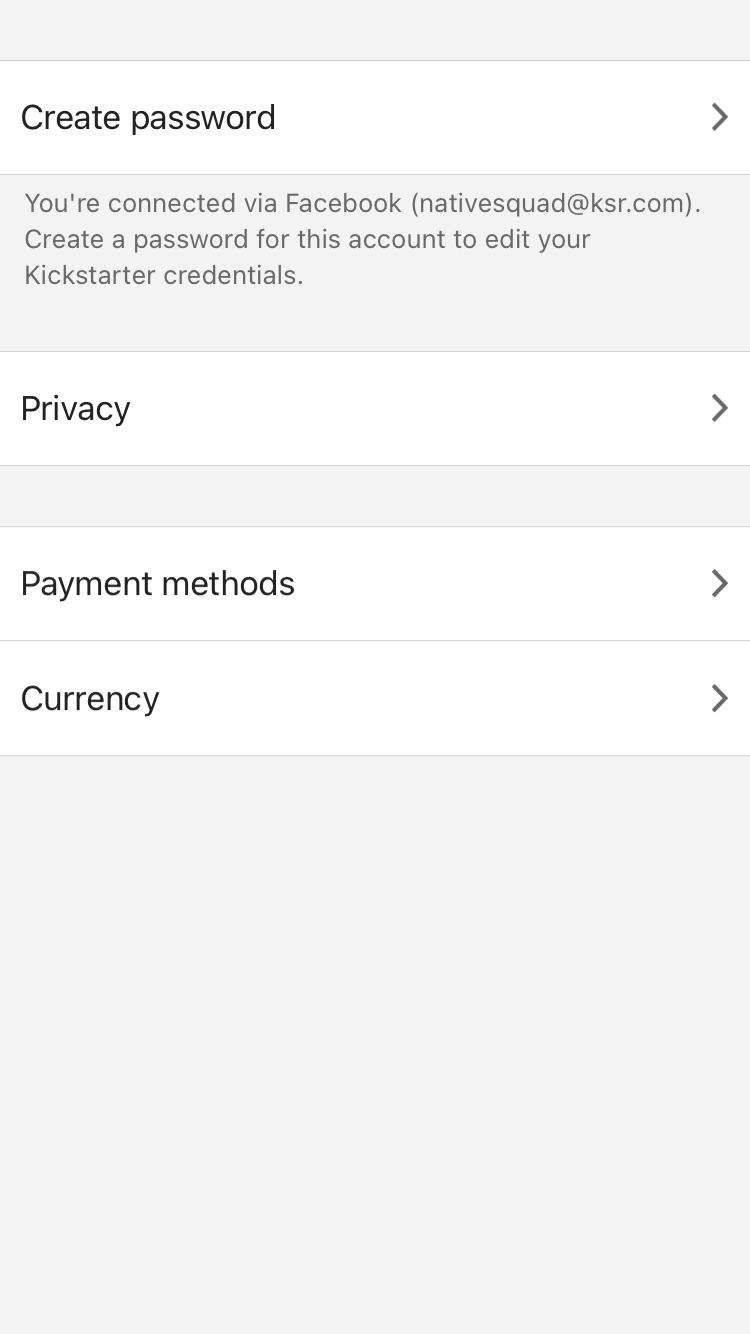 Create password
You're connected via Facebook (nativesquad@ksr.com).
Create a password for this account to edit your
Kickstarter credentials.
Privacy
Payment methods
Currency